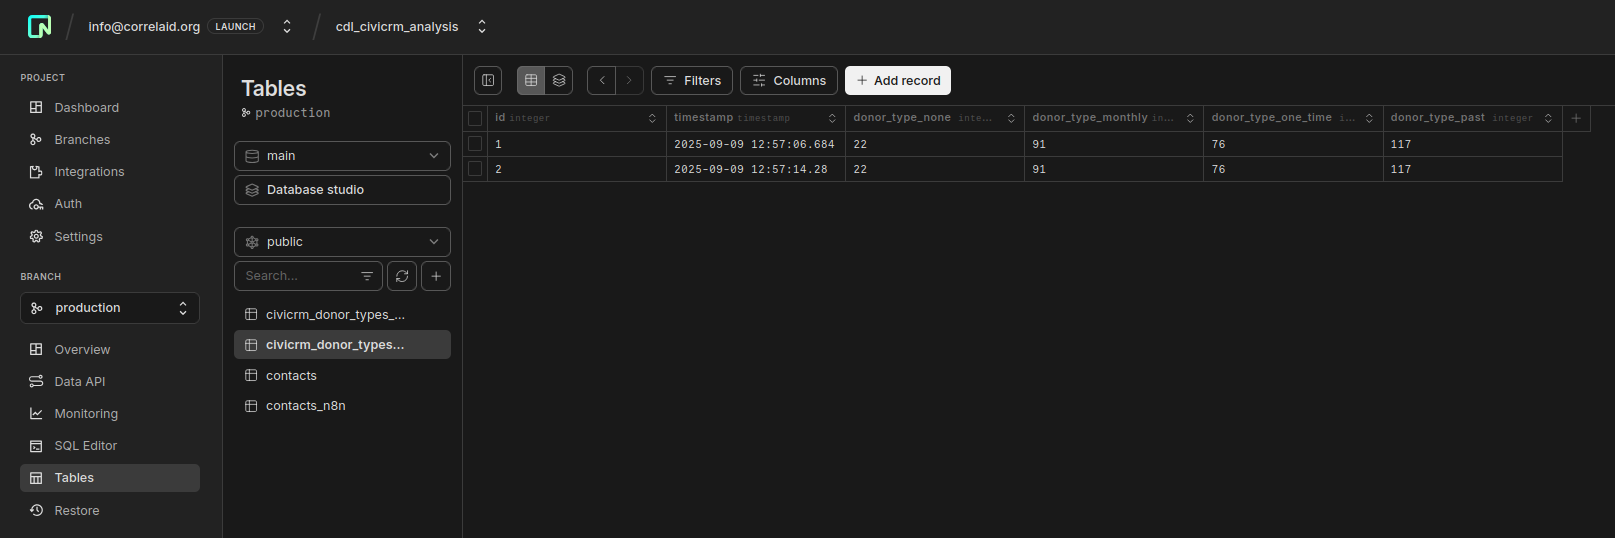 info@correlaid.org LAUNCH cdl_civicrm_analysis
PROJECT
Dashboard
Branches
Integrations
Auth
Settings
BRANCH
production
Overview
Data API
Monitoring
SQL Editor
Tables
Restore
Tables
production
main
Database studio
public
Search...
civicrm_donor_types_...
civicrm_donor_types...
contacts
contacts_n8n
Filters Columns + Add record
id integer timestamp timestamp donor_type_none inte... donor_type_monthly in... donor_type_one_time i... donor_type_past integer +
1 2025-09-09 12:57:06.684 22 91 76 117
2 2025-09-09 12:57:14.28 22 91 76 117